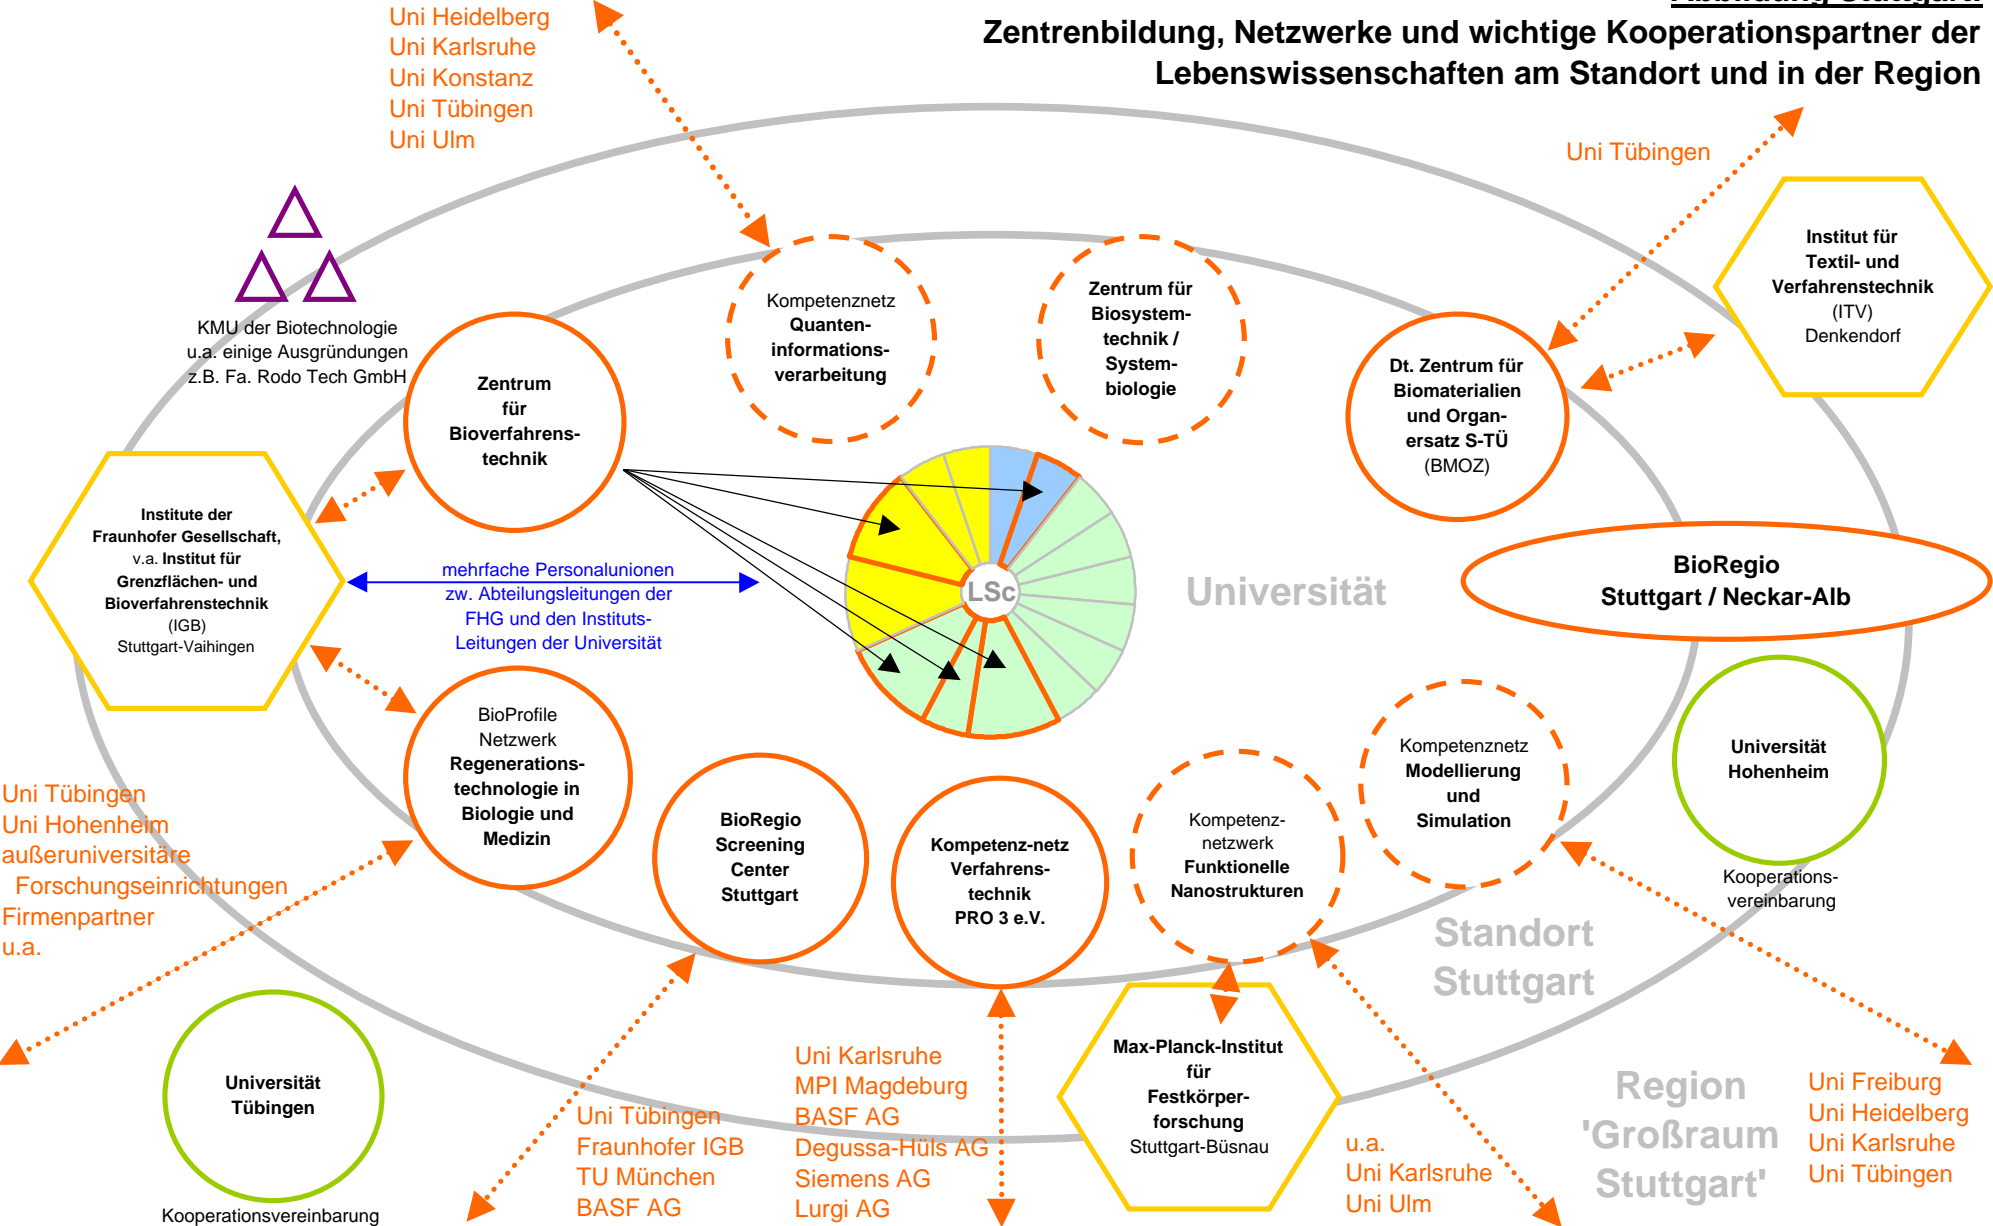 Abbildung Stuttgart:
Zentrenbildung, Netzwerke und wichtige Kooperationspartner der
Lebenswissenschaften am Standort und in der Region
Uni Heidelberg
Uni Karlsruhe
Uni Konstanz
Uni Tübingen
Uni Ulm
Uni Tübingen
Institut für
Textil- und
Verfahrenstechnik
(ITV)
Denkendorf
KMU der Biotechnologie
u.a. einige Ausgründungen
z.B. Fa. Rodo Tech GmbH
Zentrum
für
Bioverfahrens-
technik
Kompetenznetz
Quanten-
informations-
verarbeitung
Zentrum für
Biosystem-
technik /
System-
biologie
Dt. Zentrum für
Biomaterialien
und Organ-
ersatz S-TÜ
(BMOZ)
Institute der
Fraunhofer Gesellschaft,
v.a. Institut für
Grenzflächen- und
Bioverfahrenstechnik
(IGB)
Stuttgart-Vaihingen
mehrfache Personalunionen
zw. Abteilungsleitungen der
FHG und den Instituts-
Leitungen der Universität
LSc
Universität
BioRegio
Stuttgart / Neckar-Alb
BioProfile
Netzwerk
Regenerations-
technologie in
Biologie und
Medizin
BioRegio
Screening
Center
Stuttgart
Kompetenz-netz
Verfahrens-
technik
PRO 3 e.V.
Kompetenz-
netzwerk
Funktionelle
Nanostrukturen
Kompetenznetz
Modellierung
und
Simulation
Universität
Hohenheim
Kooperations-
vereinbarung
Uni Tübingen
Uni Hohenheim
außeruniversitäre
Forschungseinrichtungen
Firmenpartner
u.a.
Standort
Stuttgart
Universität
Tübingen
Kooperationsvereinbarung
Uni Tübingen
Fraunhofer IGB
TU München
BASF AG
Uni Karlsruhe
MPI Magdeburg
BASF AG
Degussa-Hüls AG
Siemens AG
Lurgi AG
Max-Planck-Institut
für
Festkörper-
forschung
Stuttgart-Büsnau
u.a.
Uni Karlsruhe
Uni Ulm
Region
'Großraum
Stuttgart'
Uni Freiburg
Uni Heidelberg
Uni Karlsruhe
Uni Tübingen